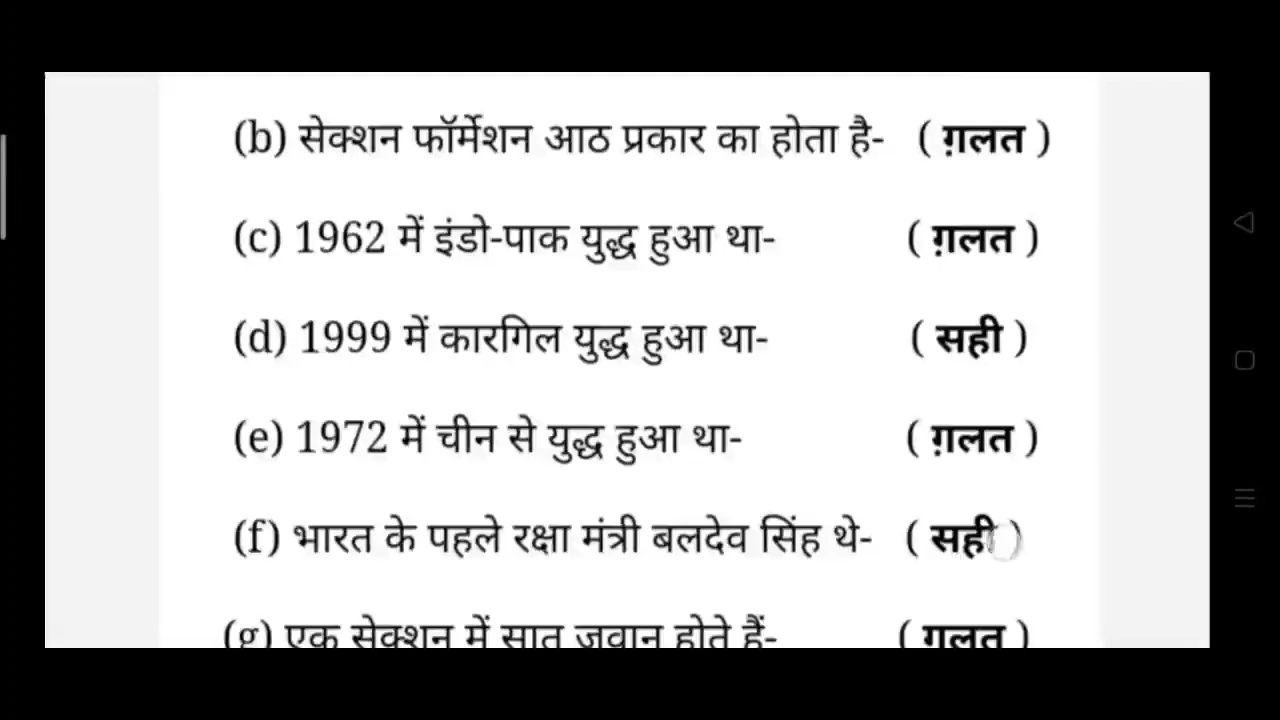 (b) सेक्शन फॉर्मेशन आठ प्रकार का होता है- ( ग़लत )
(c) 1962 में इंडो-पाक युद्ध हुआ था- ( ग़लत )
(d) 1999 में कारगिल युद्ध हुआ था- ( सही )
(e) 1972 में चीन से युद्ध हुआ था- ( ग़लत )
(f) भारत के पहले रक्षा मंत्री बलदेव सिंह थे- ( सही )
(g) एक सेक्शन में सात जवान होते हैं- ( ग़लत )